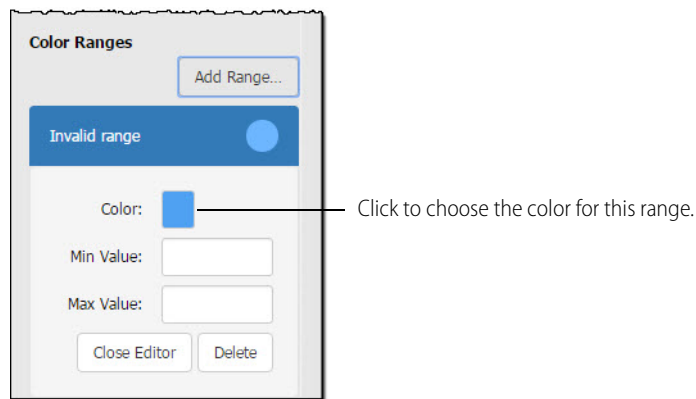 Color Ranges
Add Range...
Invalid range
Color:
Click to choose the color for this range.
Min Value:
Max Value:
Close Editor
Delete